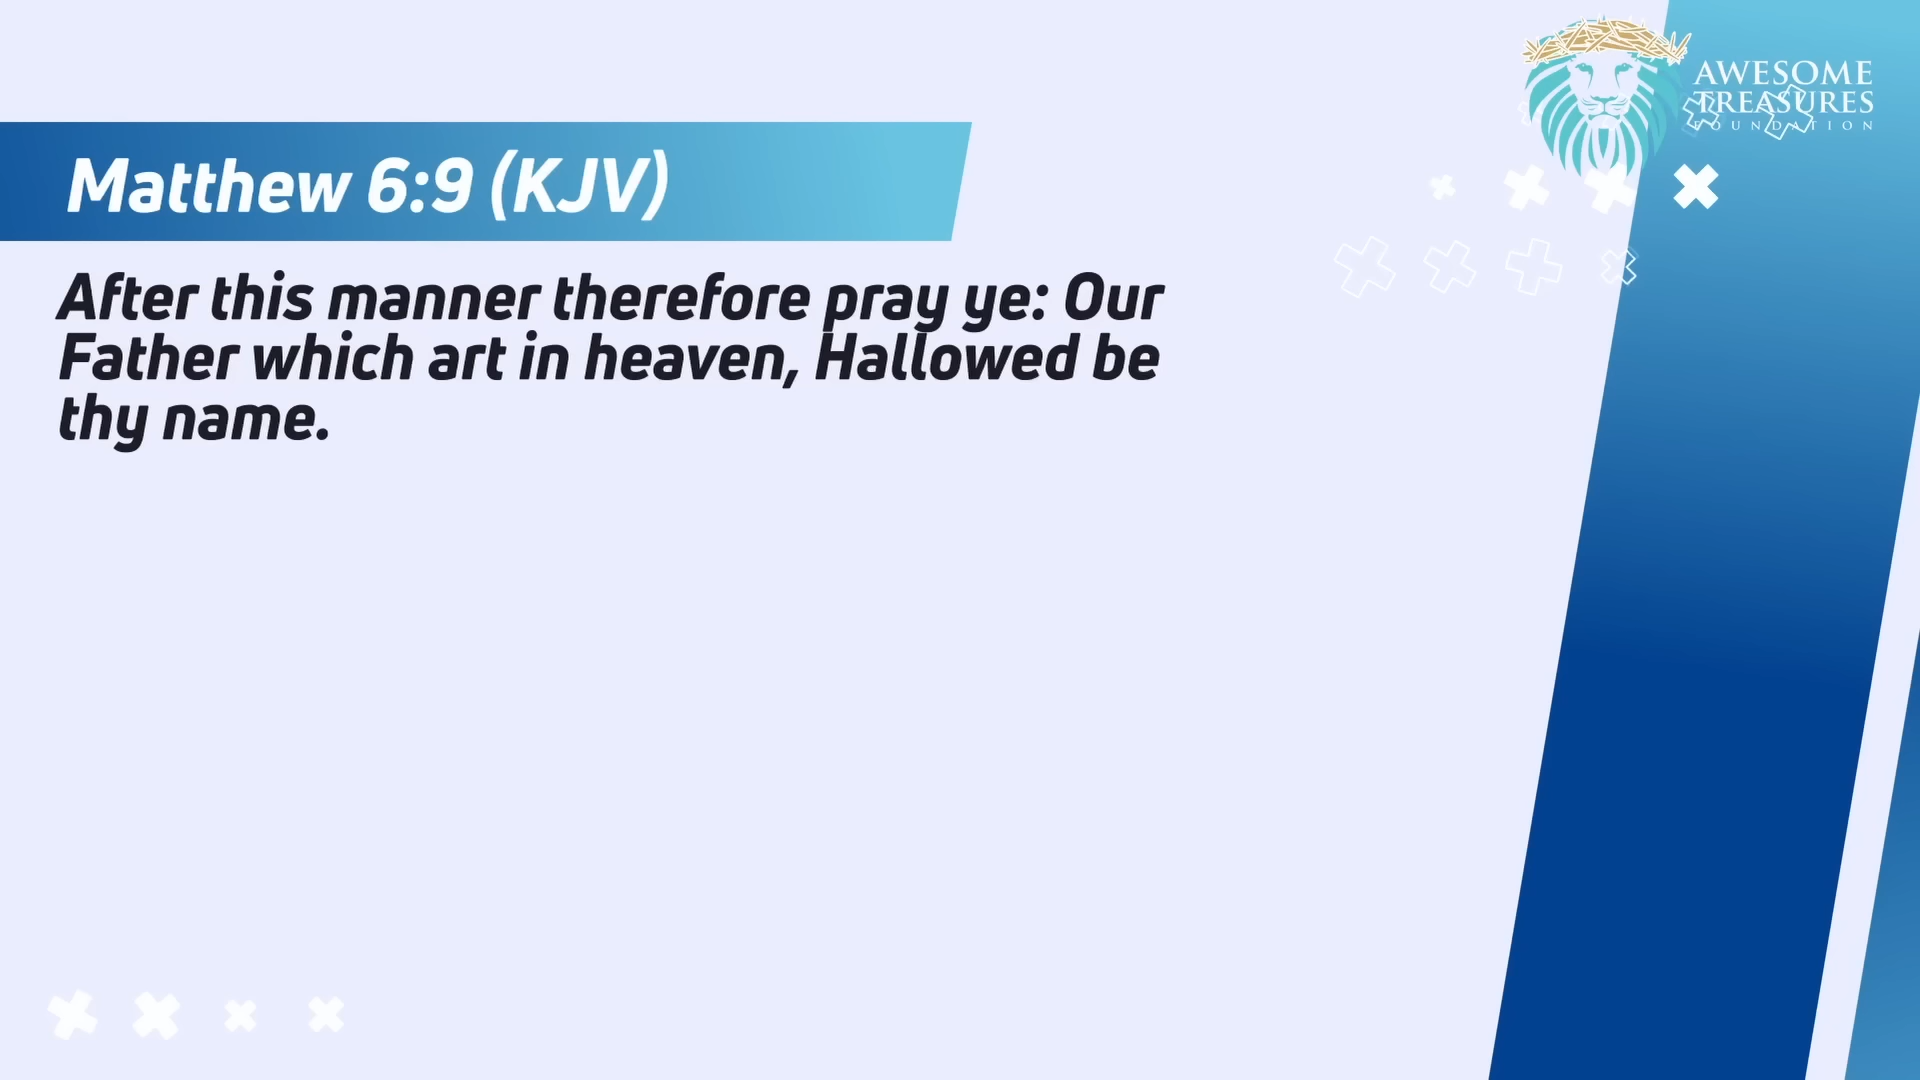 AWESOME
TREASURES
FOUNDATION
Matthew 6:9 (KJV)
After this manner therefore pray ye: Our
Father which art in heaven, Hallowed be
thy name.